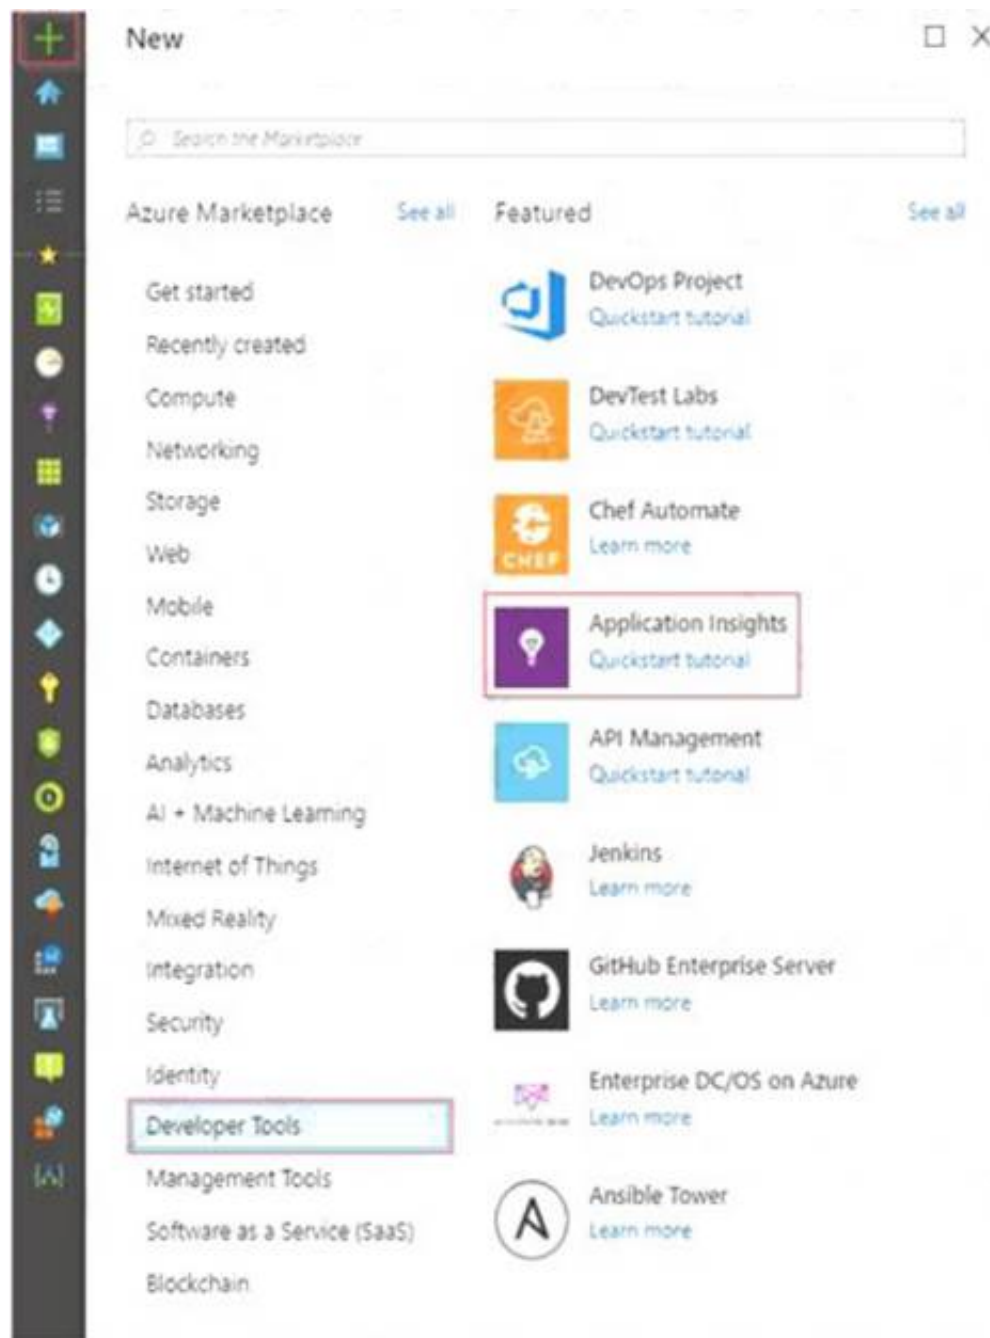 New
Search the Marketplace
Azure Marketplace
See all
Get started
Recently created
Compute
Networking
Storage
Web
Mobile
Containers
Databases
Analytics
AI + Machine Learning
Internet of Things
Mixed Reality
Integration
Security
Identity
Developer Tools
Management Tools
Software as a Service (SaaS)
Blockchain
Featured
See all
DevOps Project
Quickstart tutorial
DevTest Labs
Quickstart tutorial
CHEF
Chef Automate
Learn more
Application Insights
Quickstart tutorial
API Management
Quickstart tutorial
Jenkins
Learn more
GitHub Enterprise Server
Learn more
Enterprise DC/OS on Azure
Learn more
Ansible Tower
Learn more